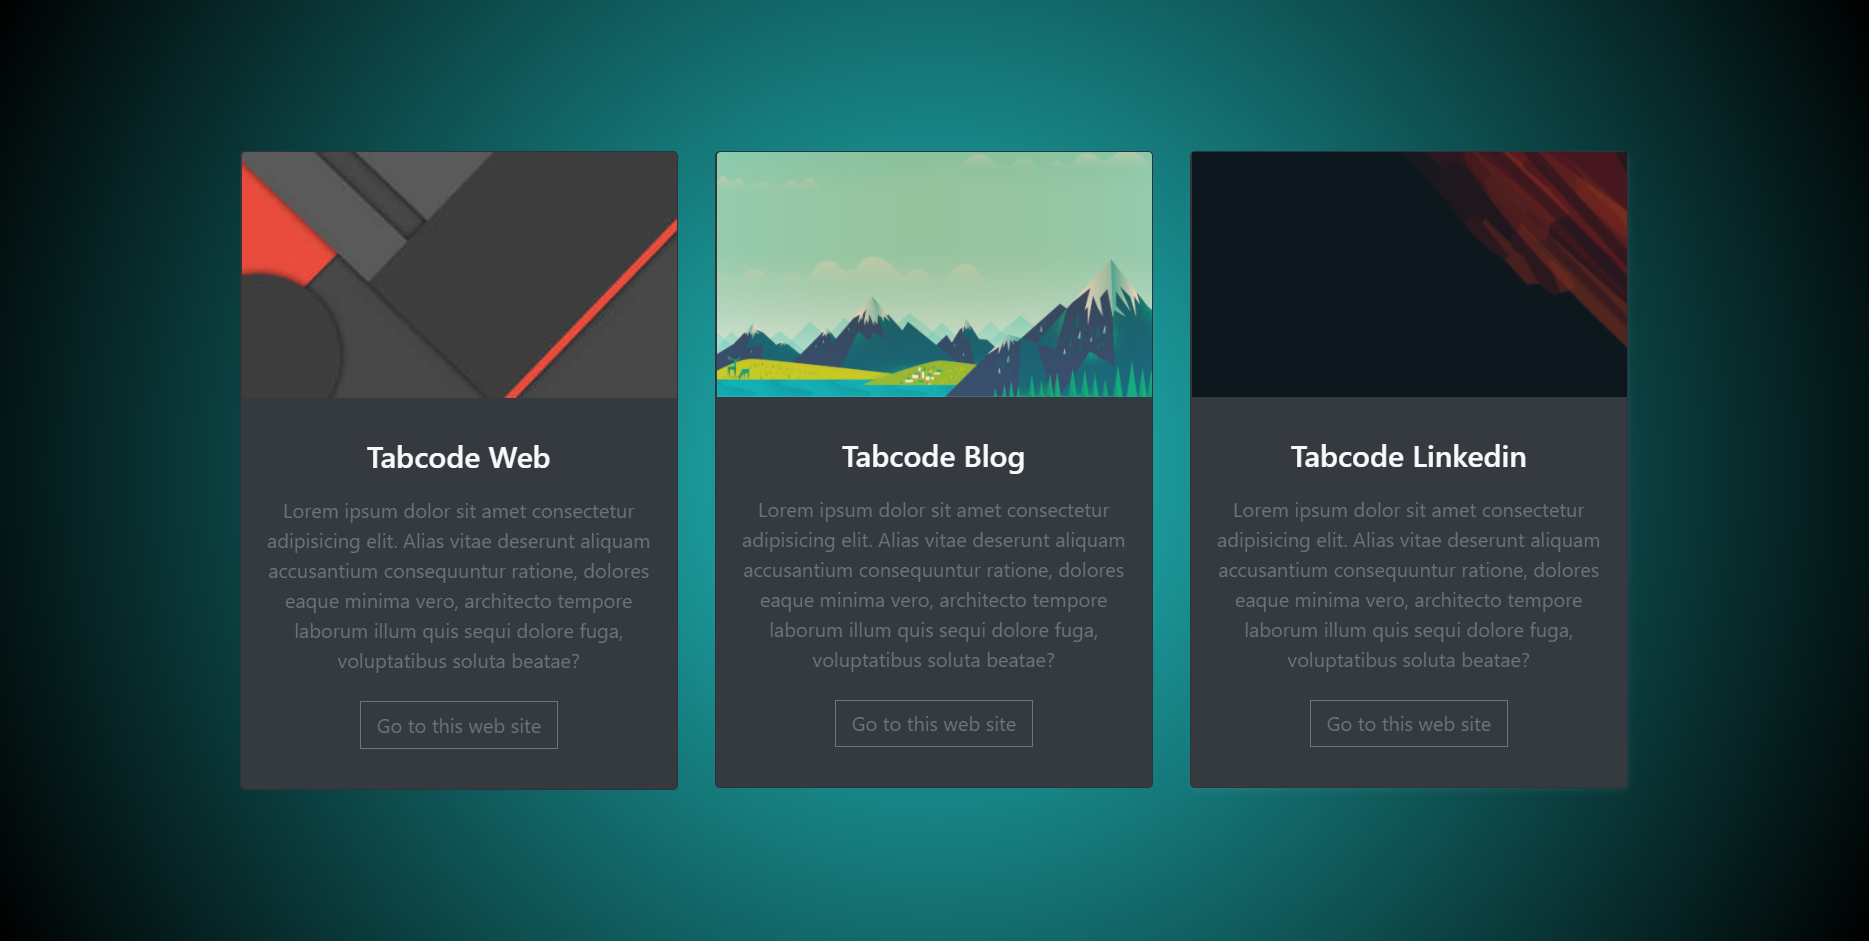 Tabcode Web
Lorem ipsum dolor sit amet consectetur
adipisicing elit. Alias vitae deserunt aliquam
accusantium consequuntur ratione, dolores
eaque minima vero, architecto tempore
laborum illum quis sequi dolore fuga,
voluptatibus soluta beatae?
Go to this web site
Tabcode Blog
Lorem ipsum dolor sit amet consectetur
adipisicing elit. Alias vitae deserunt aliquam
accusantium consequuntur ratione, dolores
eaque minima vero, architecto tempore
laborum illum quis sequi dolore fuga,
voluptatibus soluta beatae?
Go to this web site
Tabcode Linkedin
Lorem ipsum dolor sit amet consectetur
adipisicing elit. Alias vitae deserunt aliquam
accusantium consequuntur ratione, dolores
eaque minima vero, architecto tempore
laborum illum quis sequi dolore fuga,
voluptatibus soluta beatae?
Go to this web site